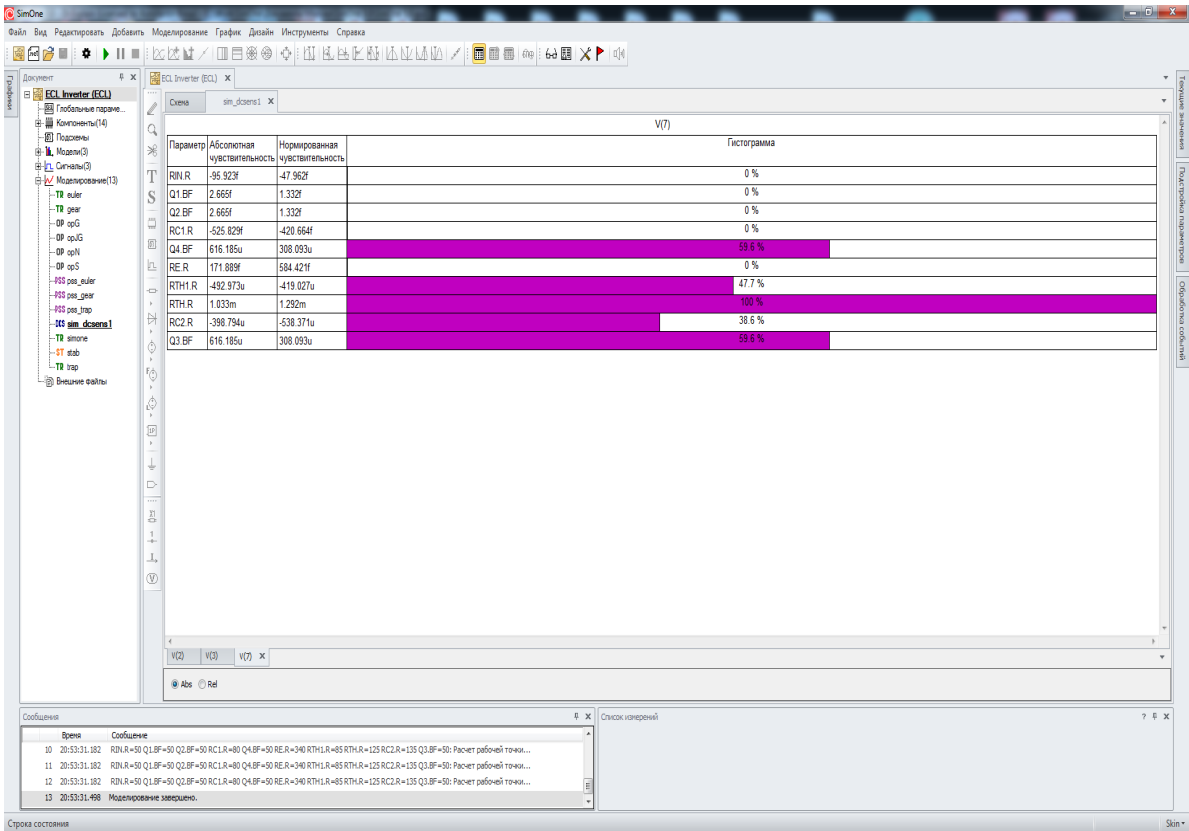 SimOne
Файл Вид Редактировать Добавить Моделирование График Дизайн Инструменты Справка
Графики
Документ
ECL Inverter (ECL)
Глобальные параме...
Компоненты(14)
Подсхемы
Модели(3)
Сигналы(3)
Моделирование(13)
TR euler
TR gear
OP opG
OP opJG
OP opN
OP opS
PSS pss_euler
PSS pss_gear
PSS pss_trap
DCS sim_dcsens1
TR simone
ST stab
TR trap
Внешние файлы
ECL Inverter (ECL) X
Схема sim_dcsens1 X
V(7)
Параметр Абсолютная чувствительность Нормированная чувствительность Гистограмма
RIN.R -95.923f -47.962f 0 %
Q1.BF 2.665f 1.332f 0 %
Q2.BF 2.665f 1.332f 0 %
RC1.R -525.829f -420.664f 0 %
Q4.BF 616.185u 308.093u 59.6 %
RE.R 171.889f 584.421f 0 %
RTH1.R -492.973u -419.027u 47.7 %
RTH.R 1.033m 1.292m 100 %
RC2.R -398.794u -538.371u 38.6 %
Q3.BF 616.185u 308.093u 59.6 %
V(2) V(3) V(7) X
Abs Rel
Текущие значения
Подстройка параметров
Обработка событий
Сообщения
Время Сообщение
10 20:53:31.182 RIN.R=50 Q1.BF=50 Q2.BF=50 RC1.R=80 Q4.BF=50 RE.R=340 RTH1.R=85 RTH.R=125 RC2.R=135 Q3.BF=50: Расчет рабочей точки...
11 20:53:31.182 RIN.R=50 Q1.BF=50 Q2.BF=50 RC1.R=80 Q4.BF=50 RE.R=340 RTH1.R=85 RTH.R=125 RC2.R=135 Q3.BF=50: Расчет рабочей точки...
12 20:53:31.182 RIN.R=50 Q1.BF=50 Q2.BF=50 RC1.R=80 Q4.BF=50 RE.R=340 RTH1.R=85 RTH.R=125 RC2.R=135 Q3.BF=50: Расчет рабочей точки...
13 20:53:31.498 Моделирование завершено.
Список измерений
Строка состояния
Skin